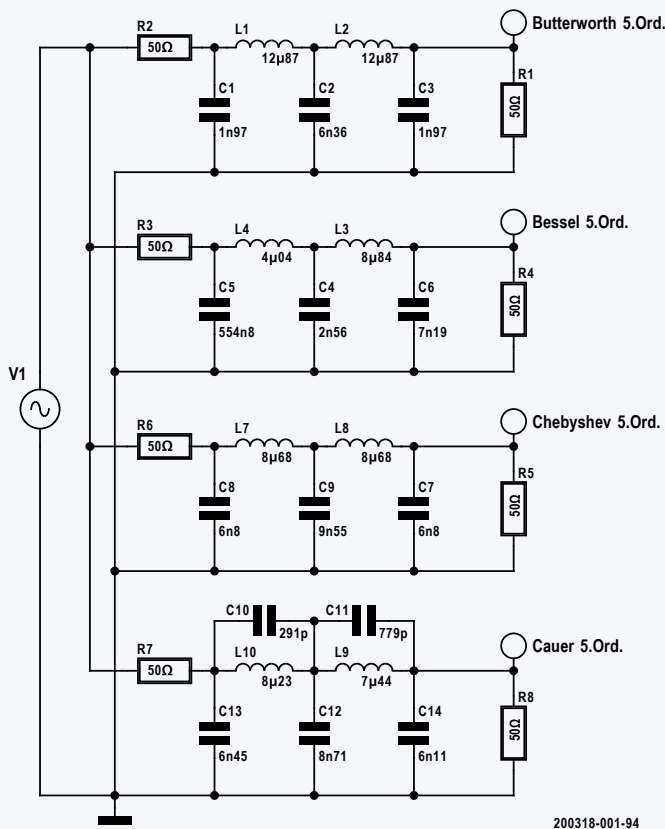 Butterworth 5.Ord.
R2
50Ω
L1
12µ87
L2
12µ87
C1
1n97
C2
6n36
C3
1n97
R1
50Ω
Bessel 5.Ord.
R3
50Ω
L4
4µ04
L3
8µ84
C5
554n8
C4
2n56
C6
7n19
R4
50Ω
V1
Chebyshev 5.Ord.
R6
50Ω
L7
8µ68
L8
8µ68
C8
6n8
C9
9n55
C7
6n8
R5
50Ω
C10
291p
C11
779p
Cauer 5.Ord.
R7
50Ω
L10
8µ23
L9
7µ44
C13
6n45
C12
8n71
C14
6n11
R8
50Ω
200318-001-94